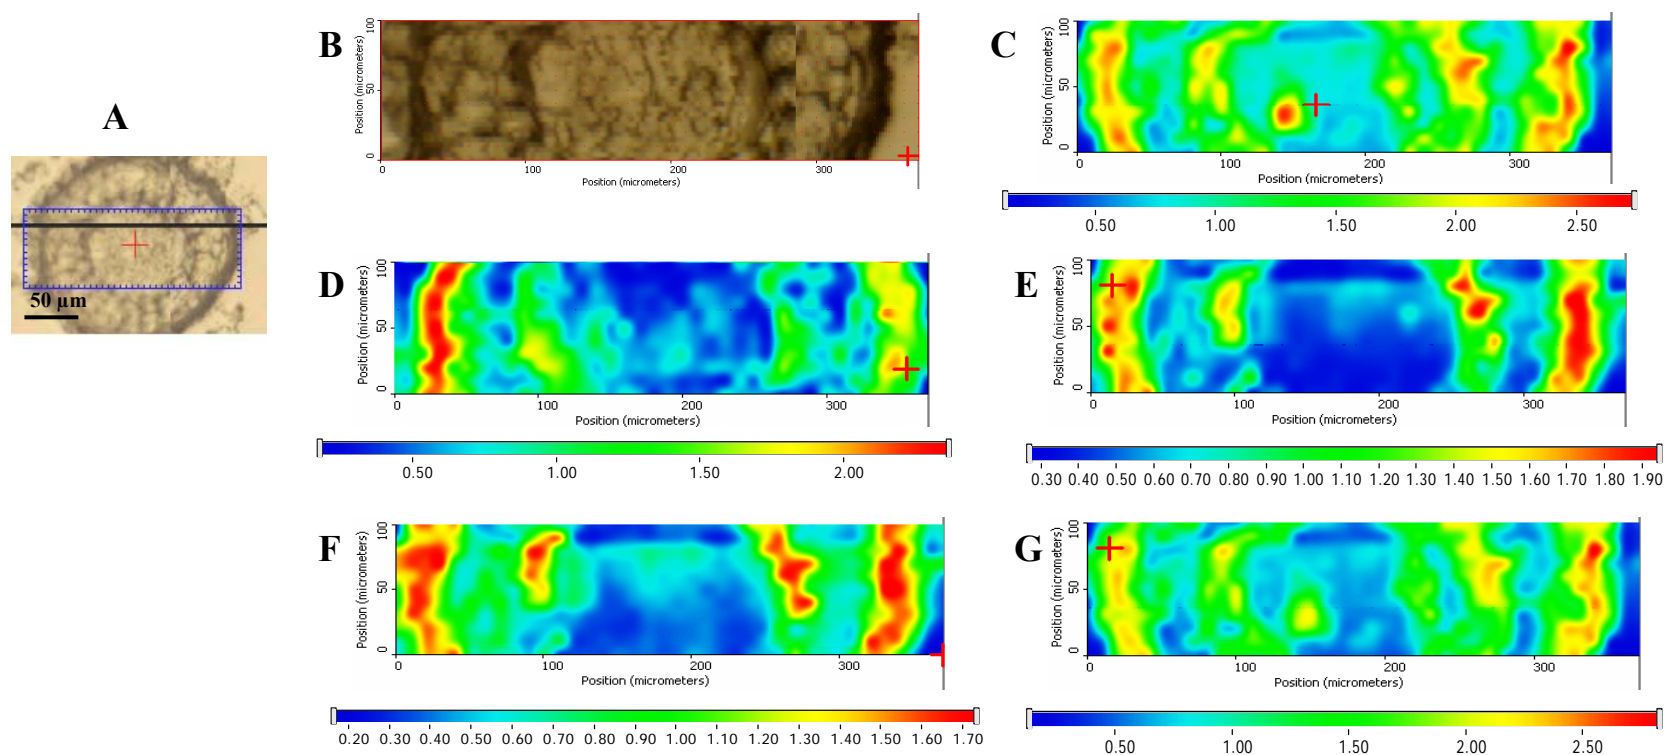 A
50 µm
B
Position (micrometers)
100
50
0
0 100 200 300
Position (micrometers)
C
Position (micrometers)
100
50
0
0 100 200 300
Position (micrometers)
0.50 1.00 1.50 2.00 2.50
D
Position (micrometers)
100
50
0
0 100 200 300
Position (micrometers)
0.50 1.00 1.50 2.00
E
Position (micrometers)
100
50
0
0 100 200 300
Position (micrometers)
0.30 0.40 0.50 0.60 0.70 0.80 0.90 1.00 1.10 1.20 1.30 1.40 1.50 1.60 1.70 1.80 1.90
F
Position (micrometers)
100
50
0
0 100 200 300
Position (micrometers)
0.20 0.30 0.40 0.50 0.60 0.70 0.80 0.90 1.00 1.10 1.20 1.30 1.40 1.50 1.60 1.70
G
Position (micrometers)
100
50
0
0 100 200 300
Position (micrometers)
0.50 1.00 1.50 2.00 2.50